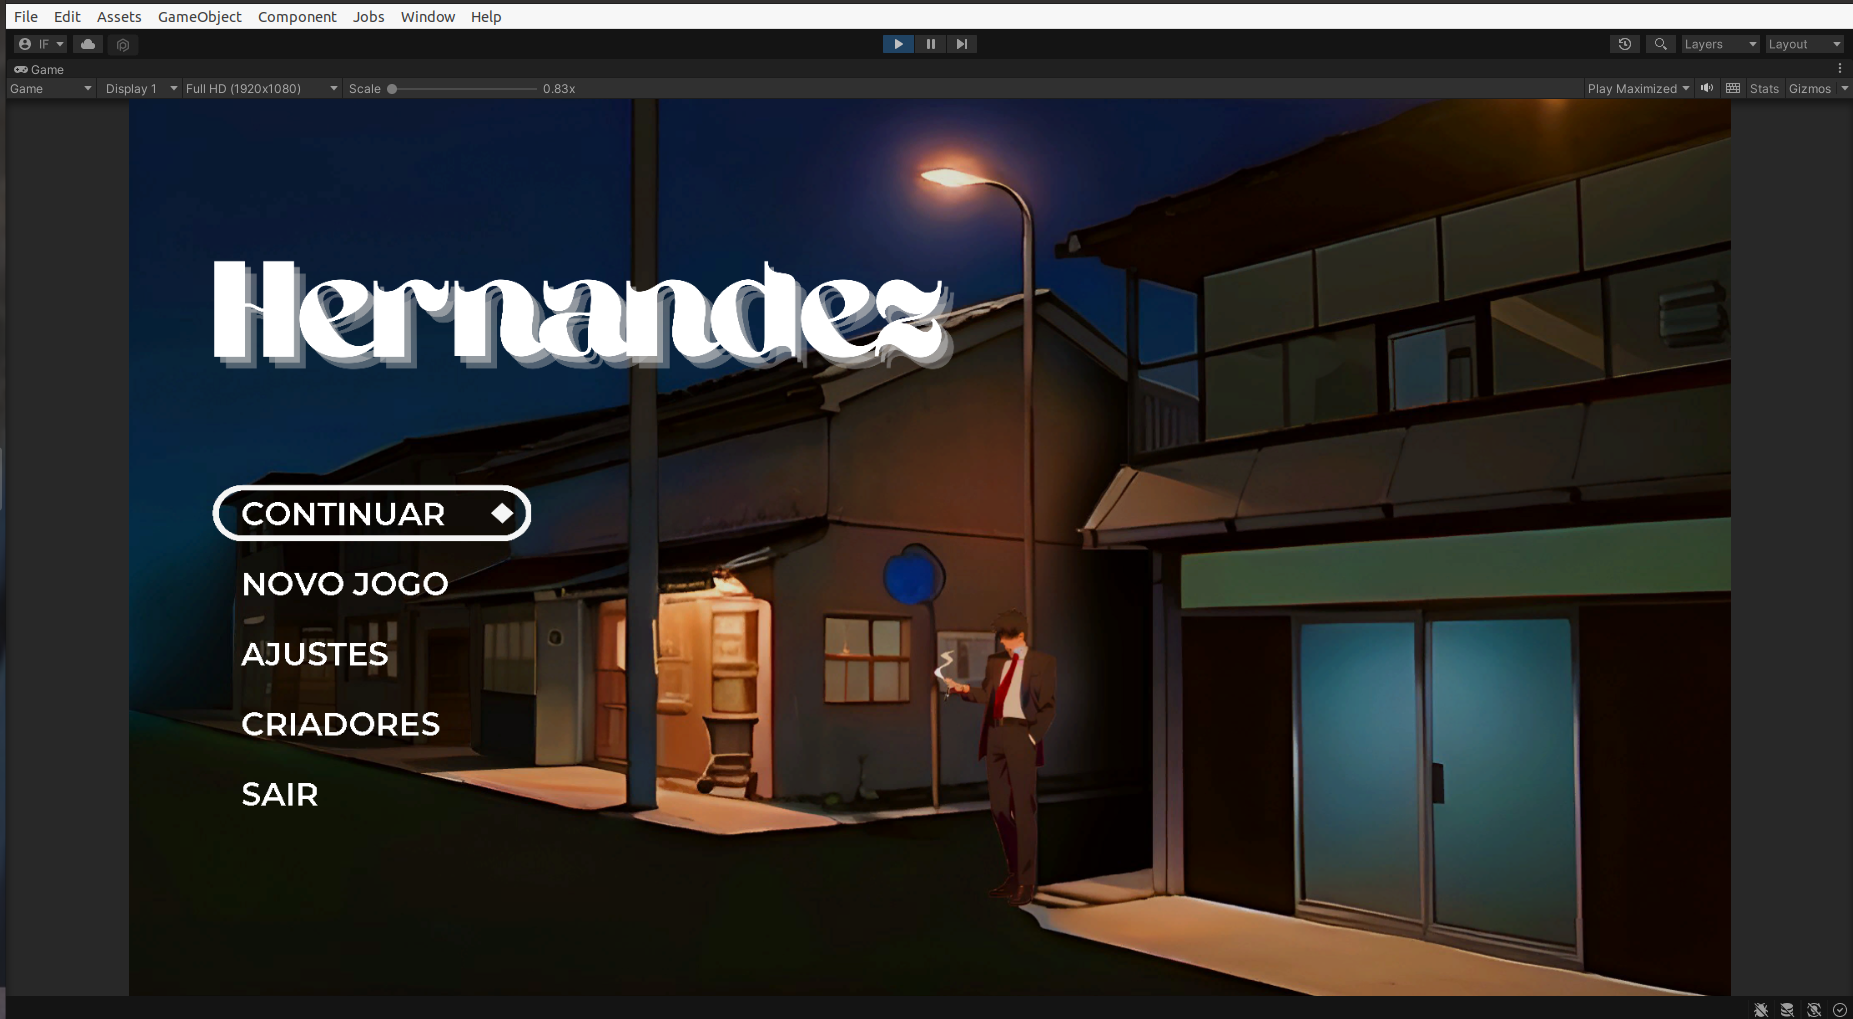 File Edit Assets GameObject Component Jobs Window Help
IF Layers Layout
Game
Game Display 1 Full HD (1920x1080) Scale 0.83x Play Maximized Stats Gizmos
Hernandez
CONTINUAR
NOVO JOGO
AJUSTES
CRIADORES
SAIR